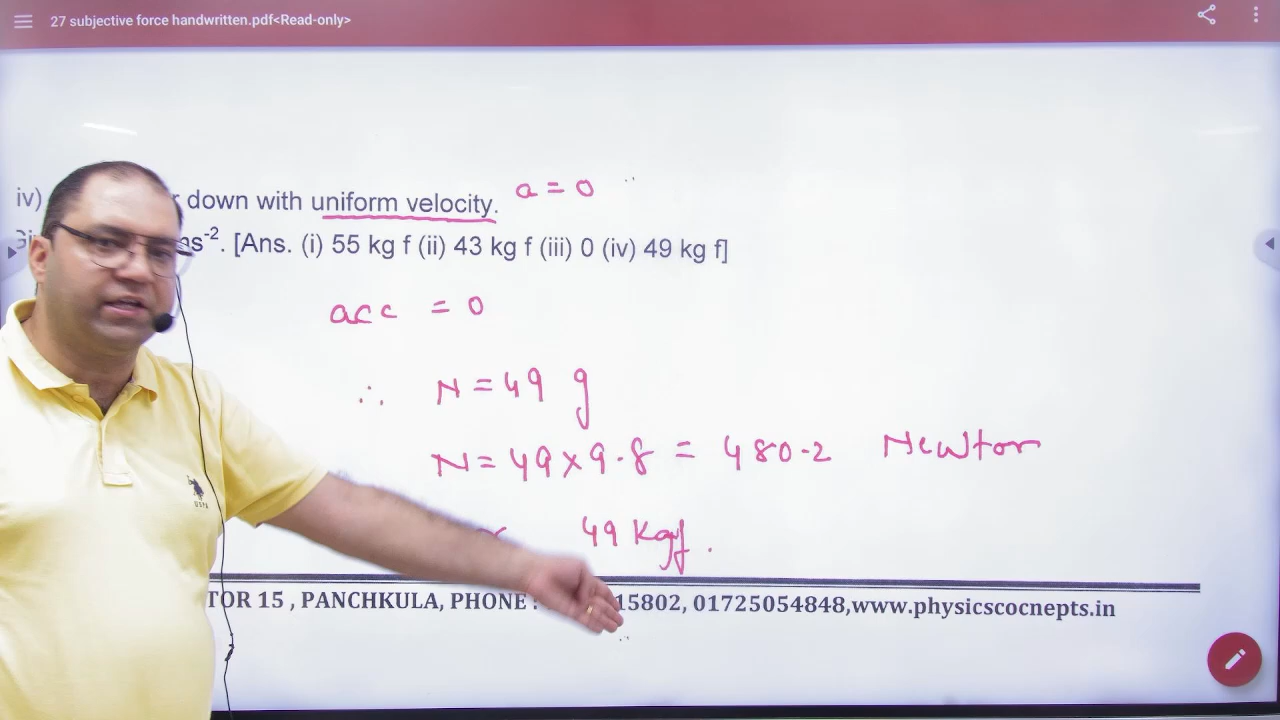 27 subjective force handwritten.pdf<Read-only>
iv) down with uniform velocity. a = 0
s⁻². [Ans. (i) 55 kg f (ii) 43 kg f (iii) 0 (iv) 49 kg f]
acc = 0
∴ N = 49 g
N = 49 × 9.8 = 480.2 Newton
49 Kgf.
TOR 15 , PANCHKULA, PHONE : 15802, 01725054848,www.physicscocnepts.in
USPA